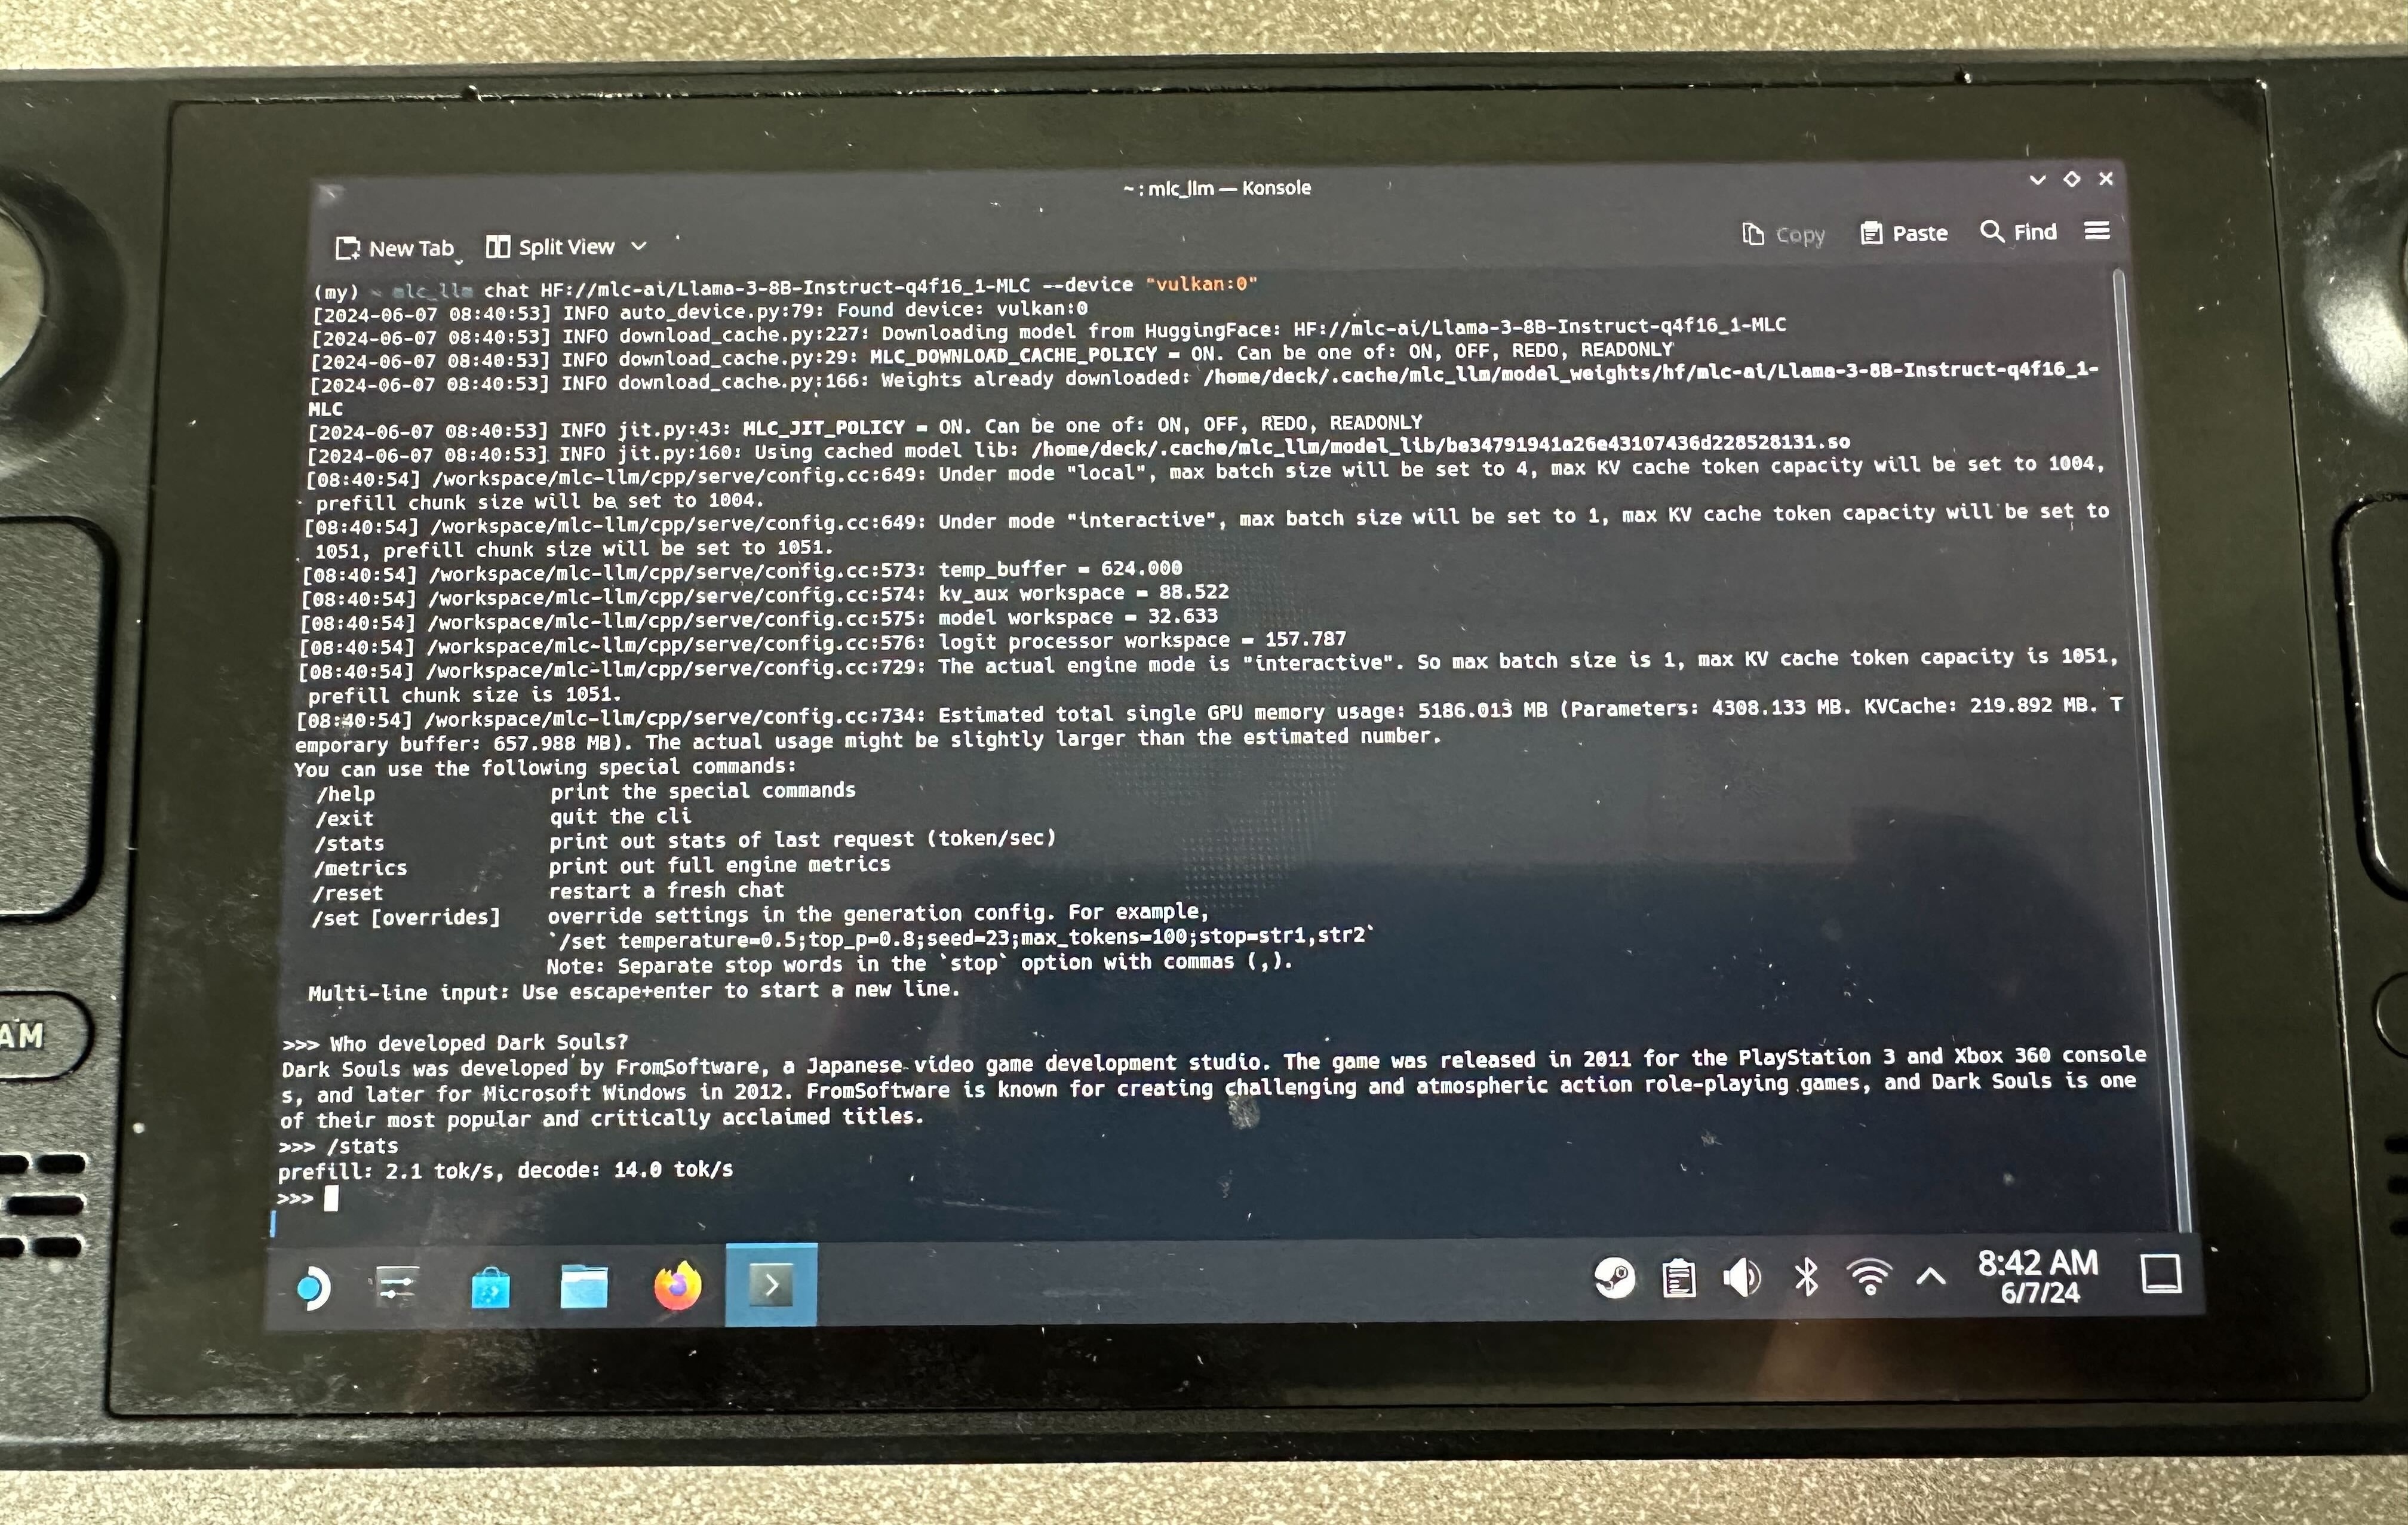 ~ : mlc_llm — Konsole
New Tab Split View Copy Paste Find
(my) ~ mlc_llm chat HF://mlc-ai/Llama-3-8B-Instruct-q4f16_1-MLC --device "vulkan:0"
[2024-06-07 08:40:53] INFO auto_device.py:79: Found device: vulkan:0
[2024-06-07 08:40:53] INFO download_cache.py:227: Downloading model from HuggingFace: HF://mlc-ai/Llama-3-8B-Instruct-q4f16_1-MLC
[2024-06-07 08:40:53] INFO download_cache.py:29: MLC_DOWNLOAD_CACHE_POLICY = ON. Can be one of: ON, OFF, REDO, READONLY
[2024-06-07 08:40:53] INFO download_cache.py:166: Weights already downloaded: /home/deck/.cache/mlc_llm/model_weights/hf/mlc-ai/Llama-3-8B-Instruct-q4f16_1-
MLC
[2024-06-07 08:40:53] INFO jit.py:43: MLC_JIT_POLICY = ON. Can be one of: ON, OFF, REDO, READONLY
[2024-06-07 08:40:53] INFO jit.py:160: Using cached model lib: /home/deck/.cache/mlc_llm/model_lib/be34791941a26e43107436d228528131.so
[08:40:54] /workspace/mlc-llm/cpp/serve/config.cc:649: Under mode "local", max batch size will be set to 4, max KV cache token capacity will be set to 1004,
prefill chunk size will be set to 1004.
[08:40:54] /workspace/mlc-llm/cpp/serve/config.cc:649: Under mode "interactive", max batch size will be set to 1, max KV cache token capacity will be set to
1051, prefill chunk size will be set to 1051.
[08:40:54] /workspace/mlc-llm/cpp/serve/config.cc:573: temp_buffer = 624.000
[08:40:54] /workspace/mlc-llm/cpp/serve/config.cc:574: kv_aux workspace = 88.522
[08:40:54] /workspace/mlc-llm/cpp/serve/config.cc:575: model workspace = 32.633
[08:40:54] /workspace/mlc-llm/cpp/serve/config.cc:576: logit processor workspace = 157.787
[08:40:54] /workspace/mlc-llm/cpp/serve/config.cc:729: The actual engine mode is "interactive". So max batch size is 1, max KV cache token capacity is 1051,
prefill chunk size is 1051.
[08:40:54] /workspace/mlc-llm/cpp/serve/config.cc:734: Estimated total single GPU memory usage: 5186.013 MB (Parameters: 4308.133 MB. KVCache: 219.892 MB. T
emporary buffer: 657.988 MB). The actual usage might be slightly larger than the estimated number.
You can use the following special commands:
/help print the special commands
/exit quit the cli
/stats print out stats of last request (token/sec)
/metrics print out full engine metrics
/reset restart a fresh chat
/set [overrides] override settings in the generation config. For example,
`/set temperature=0.5;top_p=0.8;seed=23;max_tokens=100;stop=str1,str2`
Note: Separate stop words in the `stop` option with commas (,).
Multi-line input: Use escape+enter to start a new line.
>>> Who developed Dark Souls?
Dark Souls was developed by FromSoftware, a Japanese video game development studio. The game was released in 2011 for the PlayStation 3 and Xbox 360 console
s, and later for Microsoft Windows in 2012. FromSoftware is known for creating challenging and atmospheric action role-playing games, and Dark Souls is one
of their most popular and critically acclaimed titles.
>>> /stats
prefill: 2.1 tok/s, decode: 14.0 tok/s
>>>
AM
8:42 AM
6/7/24